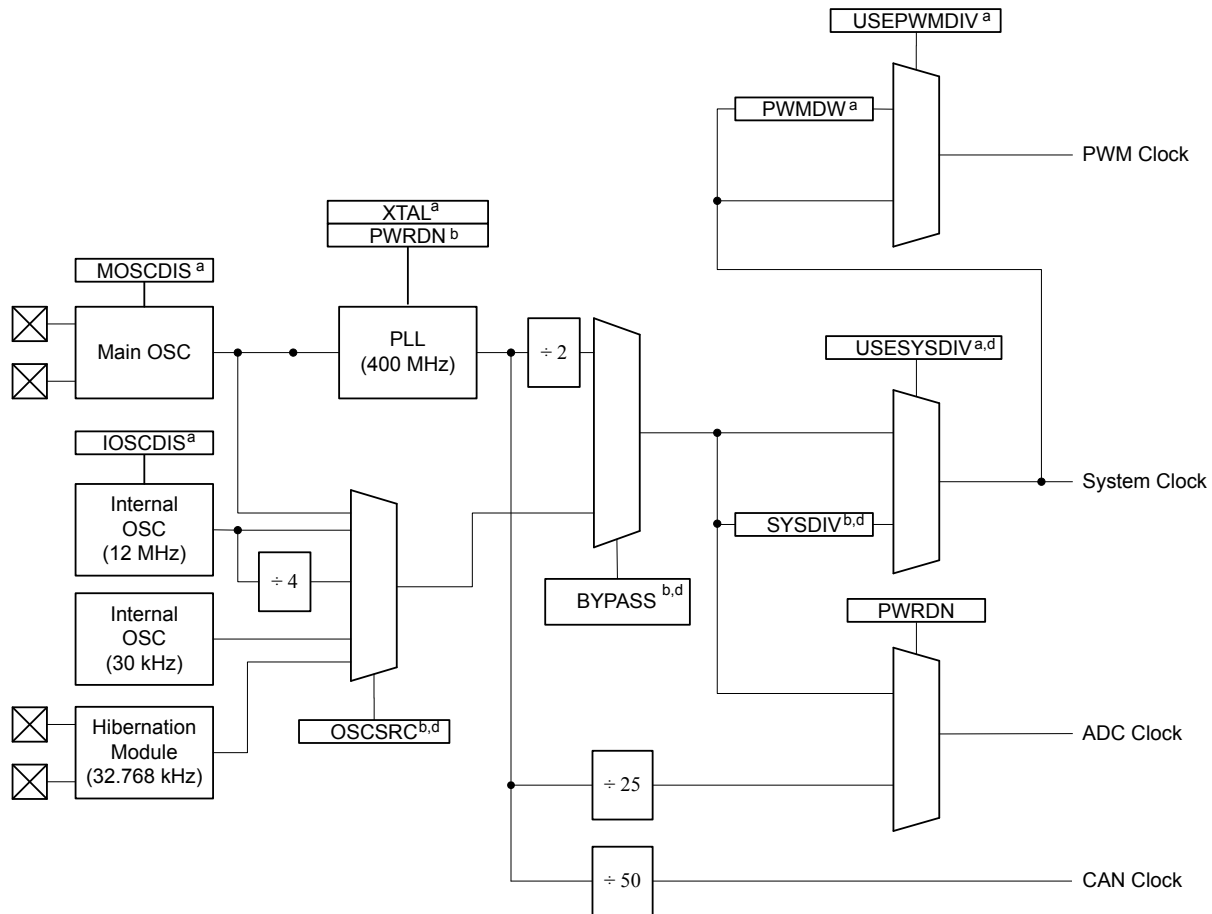 USEPWMDIV a
PWMDW a
PWM Clock
XTAL a
PWRDN b
MOSCDIS a
Main OSC
PLL
(400 MHz)
÷ 2
USESYSDIV a,d
IOSCDIS a
Internal
OSC
(12 MHz)
÷ 4
System Clock
SYSDIV b,d
BYPASS b,d
Internal
OSC
(30 kHz)
PWRDN
OSCSRC b,d
Hibernation
Module
(32.768 kHz)
ADC Clock
÷ 25
÷ 50
CAN Clock